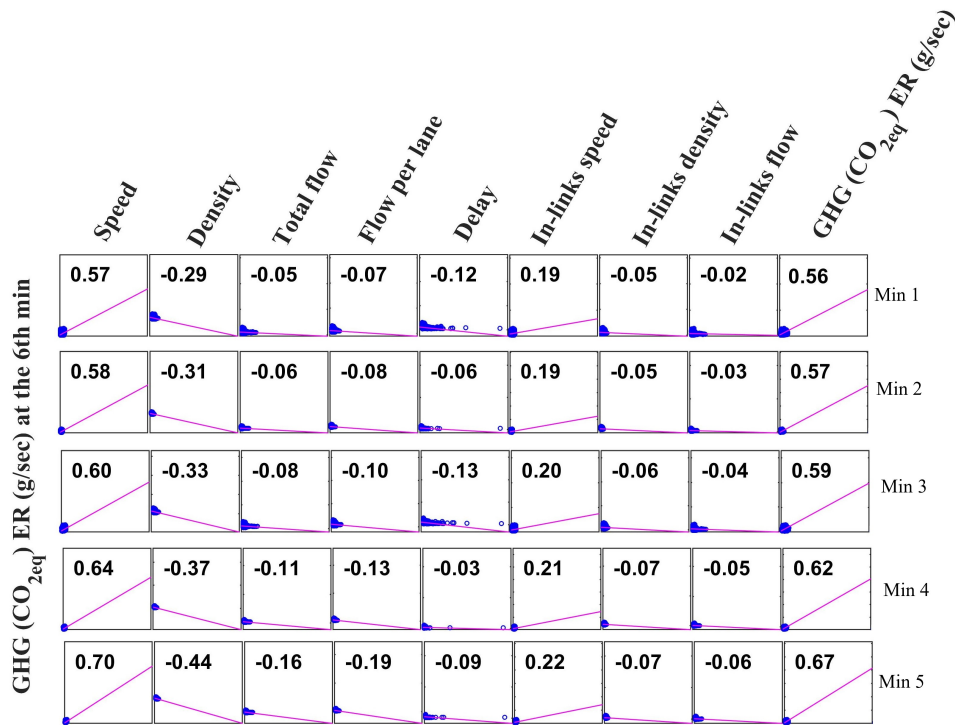 Speed
Density
Total flow
Flow per lane
Delay
In-links speed
In-links density
In-links flow
GHG (CO2eq) ER (g/sec)
GHG (CO2eq) ER (g/sec) at the 6th min
0.57 -0.29 -0.05 -0.07 -0.12 0.19 -0.05 -0.02 0.56 Min 1
0.58 -0.31 -0.06 -0.08 -0.06 0.19 -0.05 -0.03 0.57 Min 2
0.60 -0.33 -0.08 -0.10 -0.13 0.20 -0.06 -0.04 0.59 Min 3
0.64 -0.37 -0.11 -0.13 -0.03 0.21 -0.07 -0.05 0.62 Min 4
0.70 -0.44 -0.16 -0.19 -0.09 0.22 -0.07 -0.06 0.67 Min 5